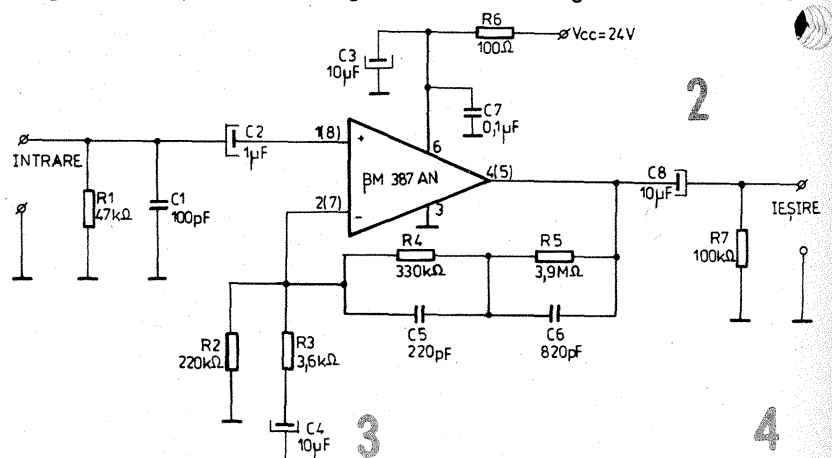 R6
100Ω
Vcc=24V
C3
10µF
C7
0,1µF
2
C2
1µF
1(8)
+
6
INTRARE
βM 387 AN
4(5)
C8
10µF
R1
47kΩ
C1
100pF
2(7)
−
3
IEȘIRE
R4
330kΩ
R5
3,9MΩ
R7
100kΩ
C5
220pF
C6
820pF
R2
220kΩ
R3
3,6kΩ
C4
10µF
3
4